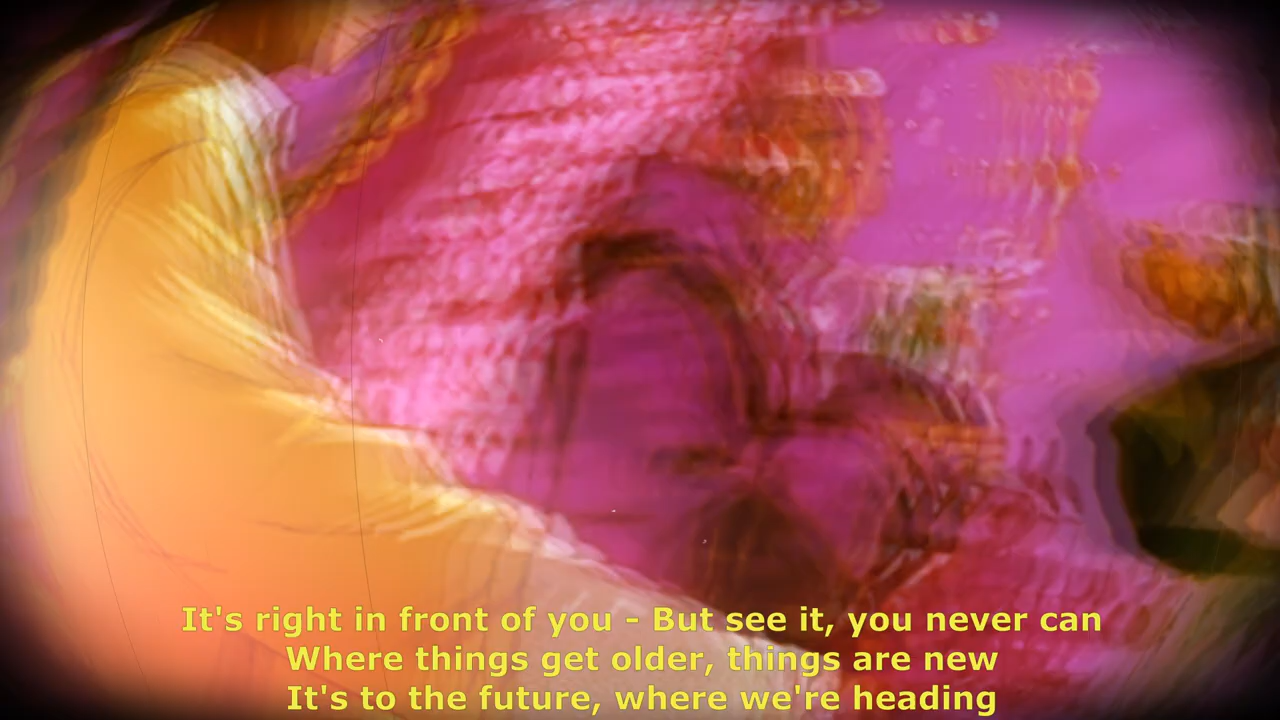 It's right in front of you - But see it, you never can
Where things get older, things are new
It's to the future, where we're heading